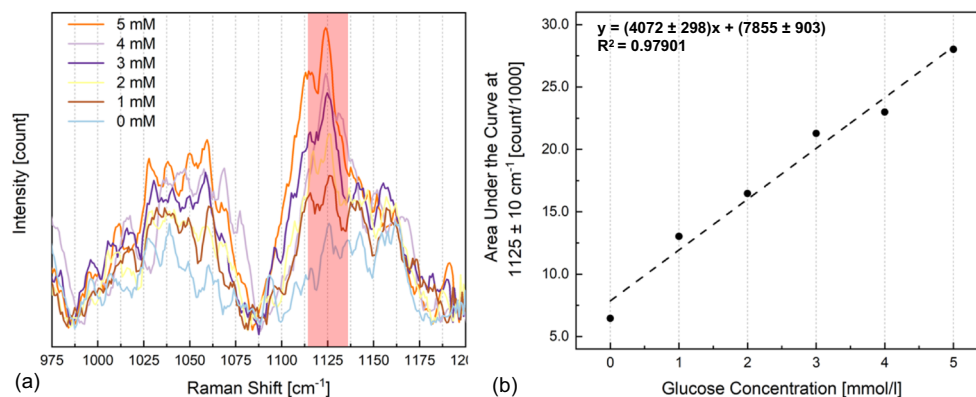 5 mM
4 mM
3 mM
2 mM
1 mM
0 mM
Intensity [count]
975 1000 1025 1050 1075 1100 1125 1150 1175 120
(a)
Raman Shift [cm⁻¹]
y = (4072 ± 298)x + (7855 ± 903)
R² = 0.97901
Area Under the Curve at
1125 ± 10 cm⁻¹ [count/1000]
30.0
25.0
20.0
15.0
10.0
5.0
0 1 2 3 4 5
(b)
Glucose Concentration [mmol/l]